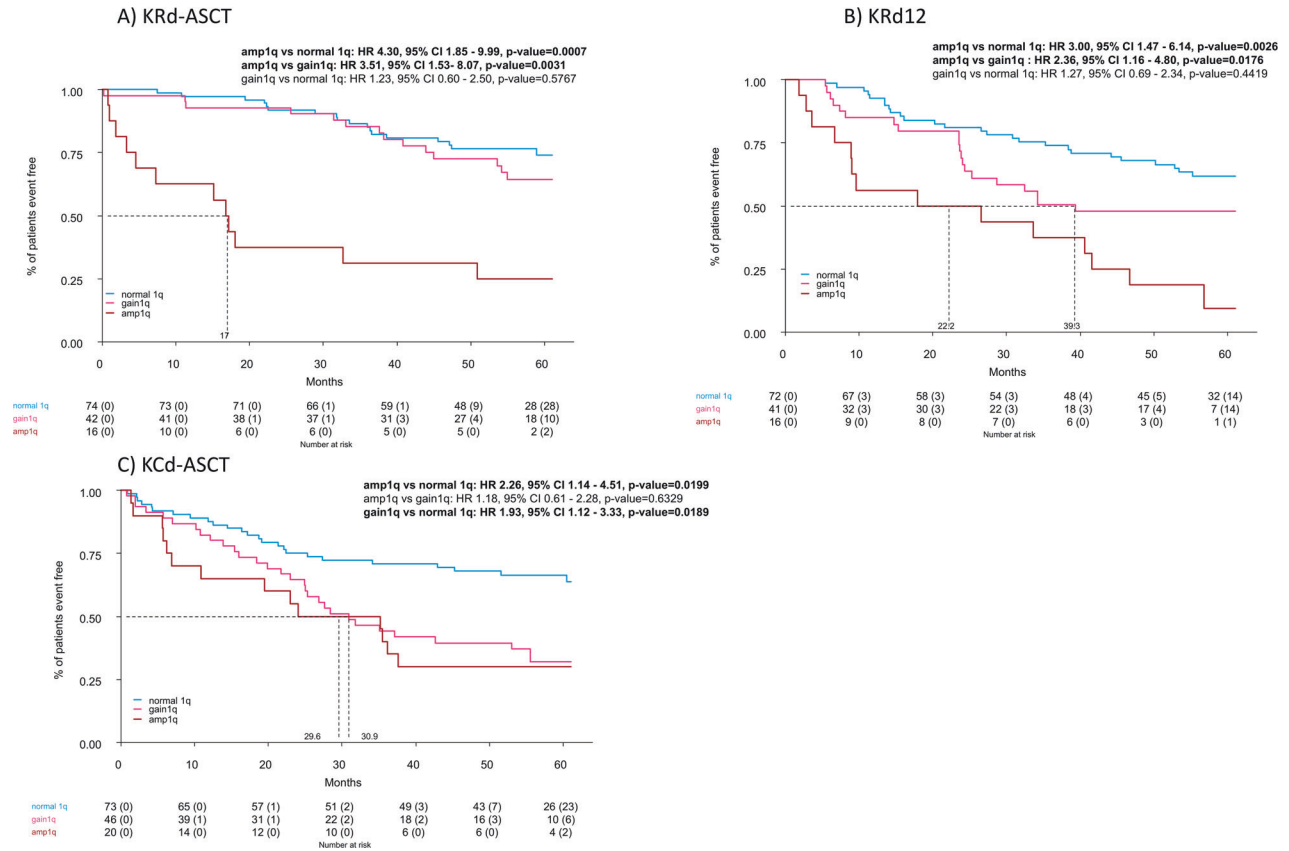 A) KRd-ASCT
amp1q vs normal 1q: HR 4.30, 95% CI 1.85 - 9.99, p-value=0.0007
amp1q vs gain1q: HR 3.51, 95% CI 1.53- 8.07, p-value=0.0031
gain1q vs normal 1q: HR 1.23, 95% CI 0.60 - 2.50, p-value=0.5767
% of patients event free
1.00
0.75
0.50
0.25
0.00
normal 1q
gain1q
amp1q
17
0 10 20 30 40 50 60
Months
normal 1q 74 (0) 73 (0) 71 (0) 66 (1) 59 (1) 48 (9) 28 (28)
gain1q 42 (0) 41 (0) 38 (1) 37 (1) 31 (3) 27 (4) 18 (10)
amp1q 16 (0) 10 (0) 6 (0) 6 (0) 5 (0) 5 (0) 2 (2)
Number at risk
B) KRd12
amp1q vs normal 1q: HR 3.00, 95% CI 1.47 - 6.14, p-value=0.0026
amp1q vs gain1q : HR 2.36, 95% CI 1.16 - 4.80, p-value=0.0176
gain1q vs normal 1q: HR 1.27, 95% CI 0.69 - 2.34, p-value=0.4419
% of patients event free
1.00
0.75
0.50
0.25
0.00
normal 1q
gain1q
amp1q
22.2 39.3
0 10 20 30 40 50 60
Months
normal 1q 72 (0) 67 (3) 58 (3) 54 (3) 48 (4) 45 (5) 32 (14)
gain1q 41 (0) 32 (3) 30 (3) 22 (3) 18 (3) 17 (4) 7 (14)
amp1q 16 (0) 9 (0) 8 (0) 7 (0) 6 (0) 3 (0) 1 (1)
Number at risk
C) KCd-ASCT
amp1q vs normal 1q: HR 2.26, 95% CI 1.14 - 4.51, p-value=0.0199
amp1q vs gain1q: HR 1.18, 95% CI 0.61 - 2.28, p-value=0.6329
gain1q vs normal 1q: HR 1.93, 95% CI 1.12 - 3.33, p-value=0.0189
% of patients event free
1.00
0.75
0.50
0.25
0.00
normal 1q
gain1q
amp1q
29.6 30.9
0 10 20 30 40 50 60
Months
normal 1q 73 (0) 65 (0) 57 (1) 51 (2) 49 (3) 43 (7) 26 (23)
gain1q 46 (0) 39 (1) 31 (1) 22 (2) 18 (2) 16 (3) 10 (6)
amp1q 20 (0) 14 (0) 12 (0) 10 (0) 6 (0) 6 (0) 4 (2)
Number at risk